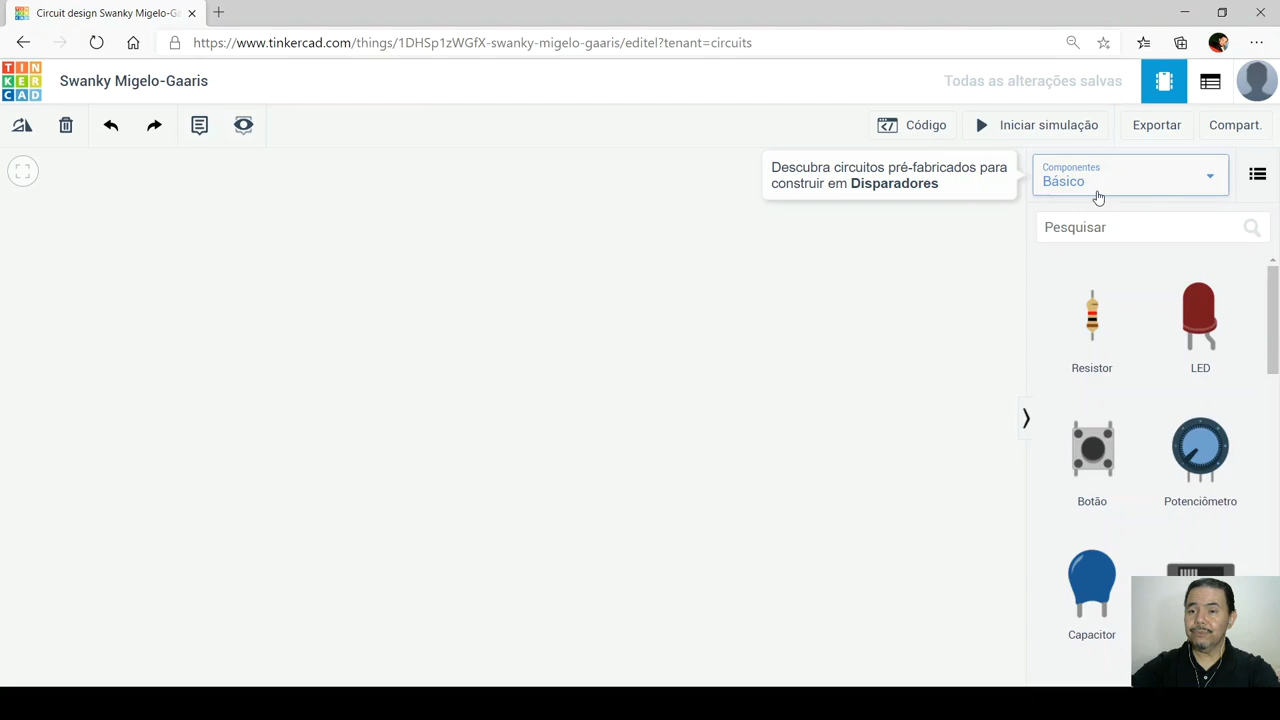 Circuit design Swanky Migelo-Ga
https://www.tinkercad.com/things/1DHSp1zWGfX-swanky-migelo-gaaris/editel?tenant=circuits
TIN
KER
CAD
Swanky Migelo-Gaaris
Todas as alterações salvas
Código
Iniciar simulação
Exportar
Compart.
Descubra circuitos pré-fabricados para
construir em Disparadores
Componentes
Básico
Pesquisar
Resistor
LED
Botão
Potenciômetro
Capacitor